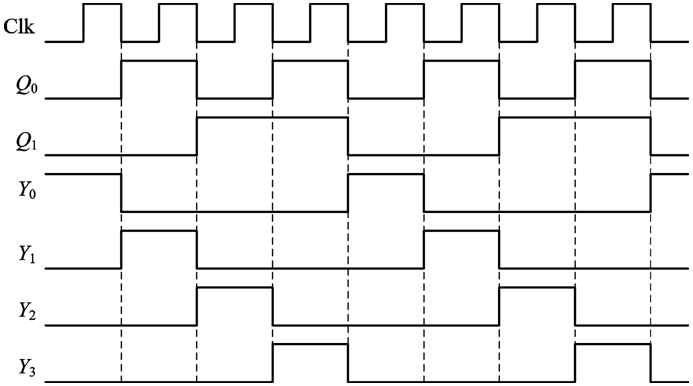 Clk
Q₀
Q₁
Y₀
Y₁
Y₂
Y₃